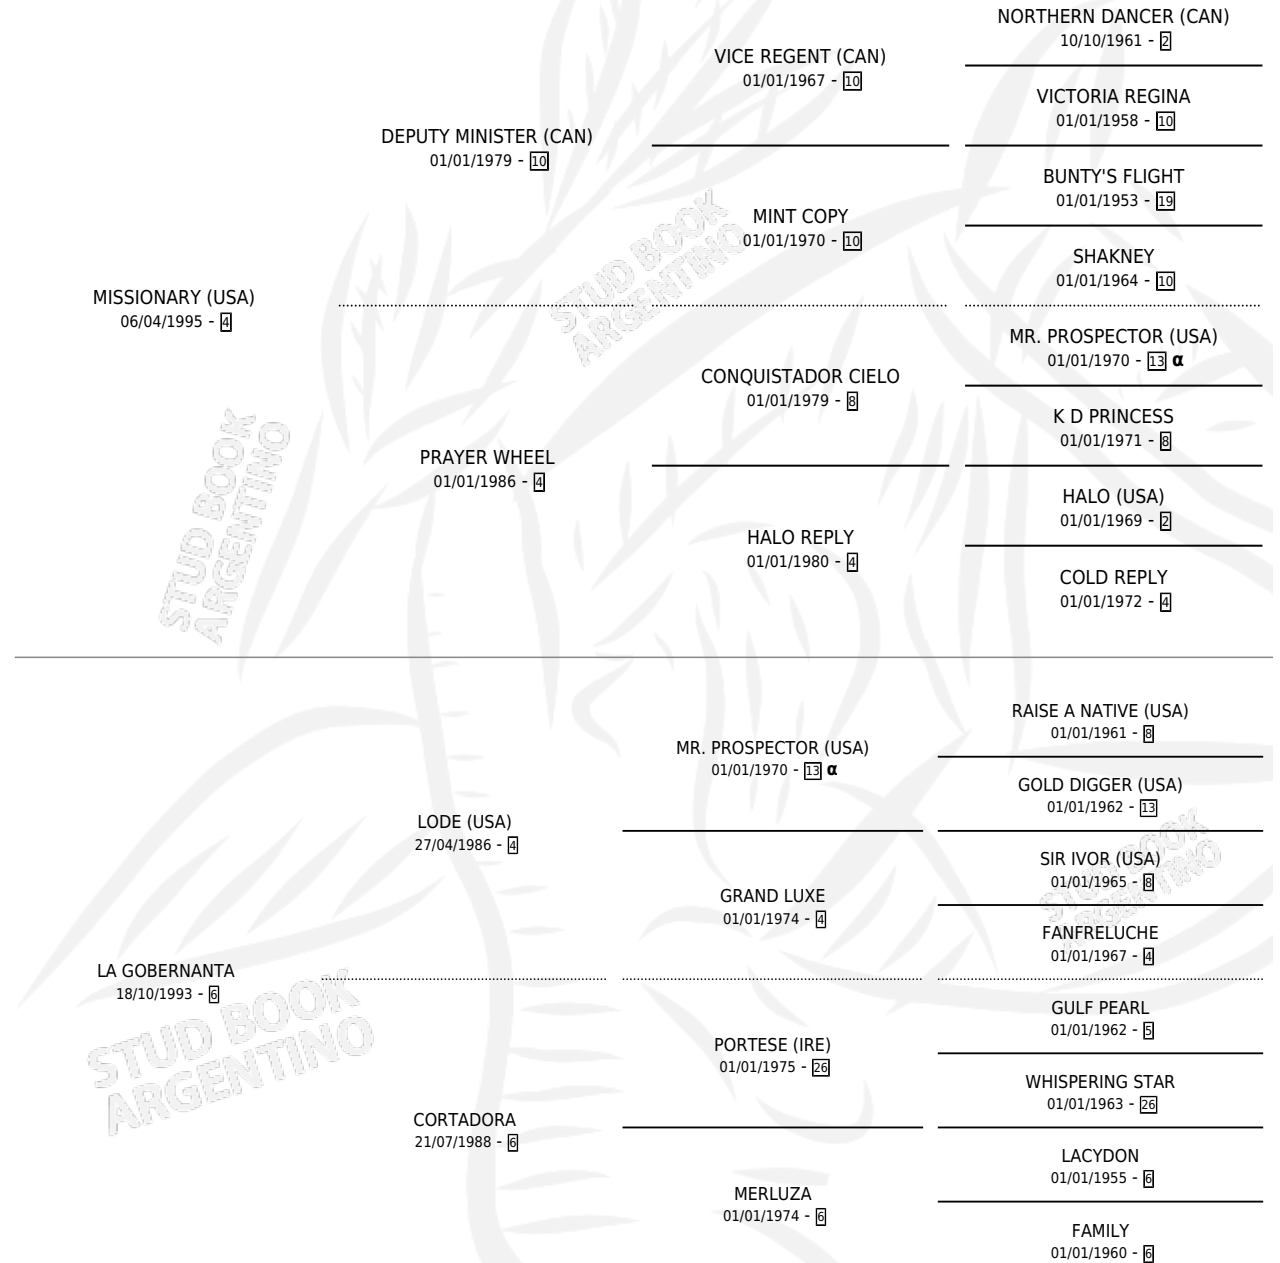 NORTHERN DANCER (CAN)
10/10/1961 - 2
VICE REGENT (CAN)
01/01/1967 - 10
VICTORIA REGINA
01/01/1958 - 10
DEPUTY MINISTER (CAN)
01/01/1979 - 10
BUNTY'S FLIGHT
01/01/1953 - 19
MINT COPY
01/01/1970 - 10
SHAKNEY
01/01/1964 - 10
MISSIONARY (USA)
06/04/1995 - 4
MR. PROSPECTOR (USA)
01/01/1970 - 13 α
CONQUISTADOR CIELO
01/01/1979 - 8
K D PRINCESS
01/01/1971 - 8
PRAYER WHEEL
01/01/1986 - 4
HALO (USA)
01/01/1969 - 2
HALO REPLY
01/01/1980 - 4
COLD REPLY
01/01/1972 - 4
RAISE A NATIVE (USA)
01/01/1961 - 8
MR. PROSPECTOR (USA)
01/01/1970 - 13 α
GOLD DIGGER (USA)
01/01/1962 - 13
LODE (USA)
27/04/1986 - 4
SIR IVOR (USA)
01/01/1965 - 8
GRAND LUXE
01/01/1974 - 4
FANFRELUCHE
01/01/1967 - 4
LA GOBERNANTA
18/10/1993 - 6
GULF PEARL
01/01/1962 - 5
PORTESE (IRE)
01/01/1975 - 26
WHISPERING STAR
01/01/1963 - 26
CORTADORA
21/07/1988 - 6
LACYDON
01/01/1955 - 6
MERLUZA
01/01/1974 - 6
FAMILY
01/01/1960 - 6
STUD BOOK
ARGENTINO
STUD BOOK
ARGENTINO
STUD BOOK
ARGENTINO
STUD BOOK
ARGENTINO